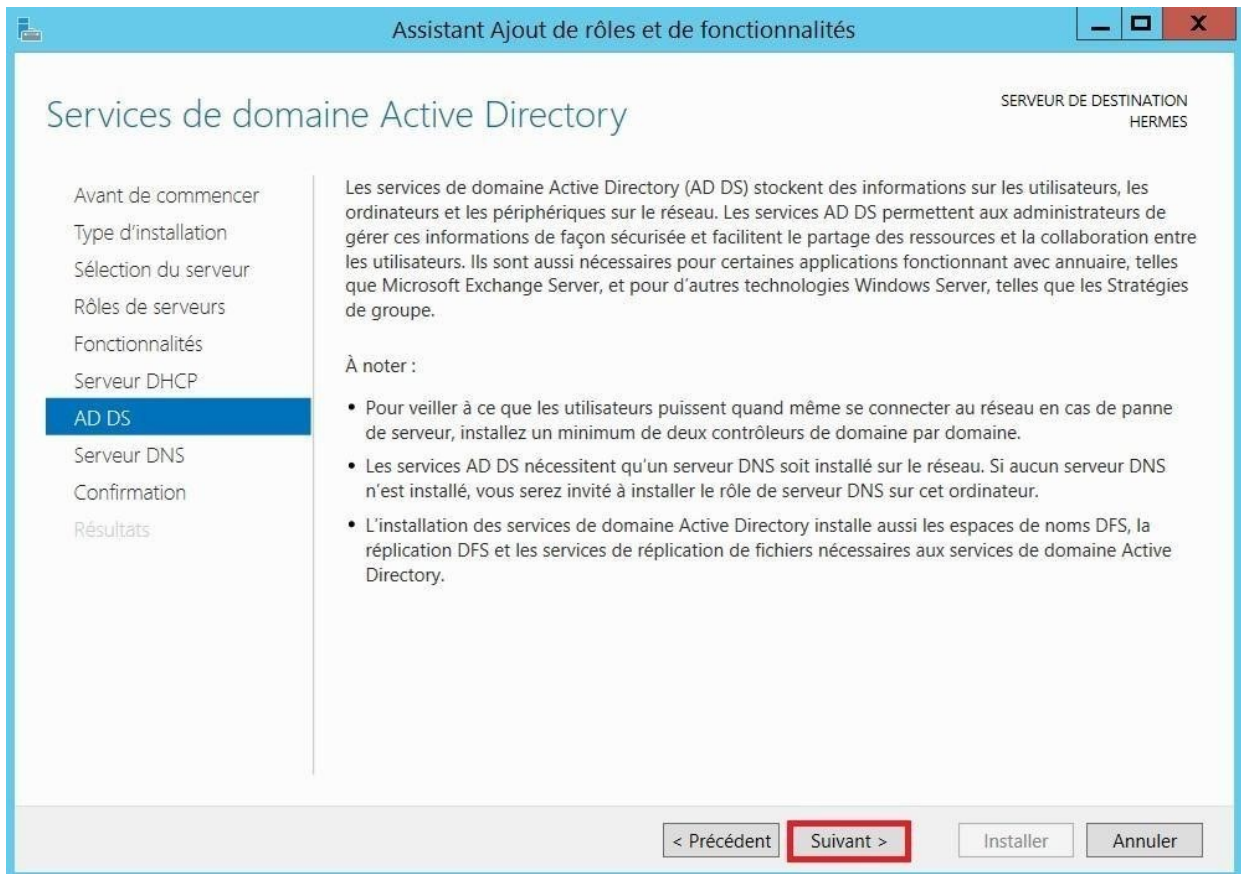 Assistant Ajout de rôles et de fonctionnalités
Services de domaine Active Directory
SERVEUR DE DESTINATION
HERMES
Avant de commencer
Type d'installation
Sélection du serveur
Rôles de serveurs
Fonctionnalités
Serveur DHCP
AD DS
Serveur DNS
Confirmation
Résultats
Les services de domaine Active Directory (AD DS) stockent des informations sur les utilisateurs, les
ordinateurs et les périphériques sur le réseau. Les services AD DS permettent aux administrateurs de
gérer ces informations de façon sécurisée et facilitent le partage des ressources et la collaboration entre
les utilisateurs. Ils sont aussi nécessaires pour certaines applications fonctionnant avec annuaire, telles
que Microsoft Exchange Server, et pour d'autres technologies Windows Server, telles que les Stratégies
de groupe.
À noter :
• Pour veiller à ce que les utilisateurs puissent quand même se connecter au réseau en cas de panne
de serveur, installez un minimum de deux contrôleurs de domaine par domaine.
• Les services AD DS nécessitent qu'un serveur DNS soit installé sur le réseau. Si aucun serveur DNS
n'est installé, vous serez invité à installer le rôle de serveur DNS sur cet ordinateur.
• L'installation des services de domaine Active Directory installe aussi les espaces de noms DFS, la
réplication DFS et les services de réplication de fichiers nécessaires aux services de domaine Active
Directory.
< Précédent
Suivant >
Installer
Annuler